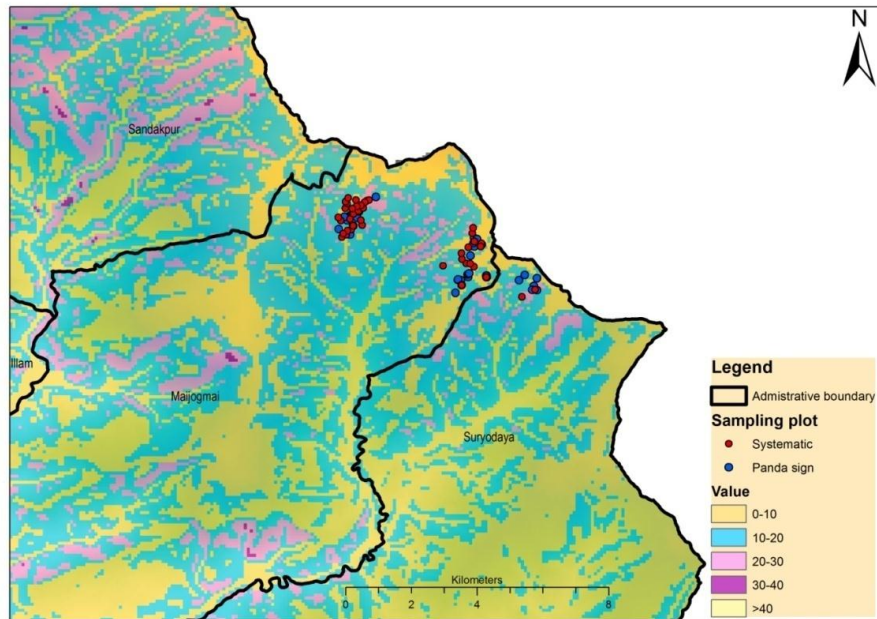 N
Sandakpur
Illam
Maijogmai
Suryodaya
Legend
Admistrative boundary
Sampling plot
Systematic
Panda sign
Value
0-10
10-20
20-30
30-40
>40
Kilometers
0 2 4 6 8